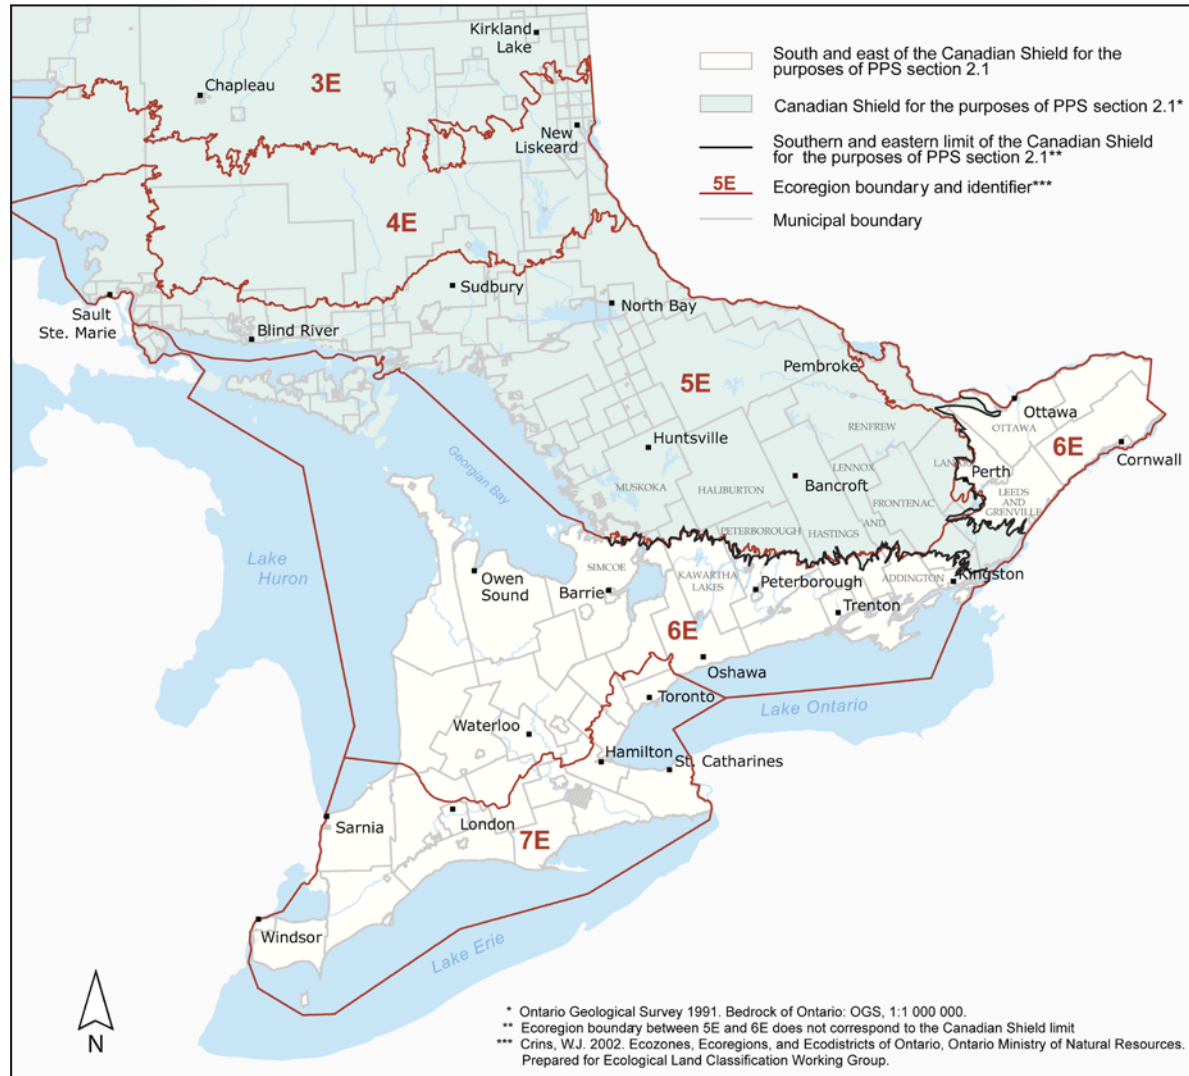 Kirkland
Lake
Chapleau
3E
New
Liskeard
South and east of the Canadian Shield for the
purposes of PPS section 2.1
Canadian Shield for the purposes of PPS section 2.1*
Southern and eastern limit of the Canadian Shield
for the purposes of PPS section 2.1**
5E
Ecoregion boundary and identifier***
Municipal boundary
4E
Sudbury
North Bay
Sault
Ste. Marie
Blind River
Pembroke
5E
Ottawa
OTTAWA
RENFREW
6E
Cornwall
Huntsville
Georgian Bay
LENNOX
LANARK
Perth
Bancroft
MUSKOKA
HALIBURTON
FRONTENAC
LEEDS
AND
GRENVILLE
PETERBOROUGH
HASTINGS
AND
Lake
Huron
Owen
Sound
SIMCOE
Barrie
KAWARTHA
LAKES
Peterborough
ADDINGTON
Kingston
Trenton
6E
Oshawa
Toronto
Lake Ontario
Waterloo
Hamilton
St. Catharines
Sarnia
London
7E
Windsor
Lake Erie
N
* Ontario Geological Survey 1991. Bedrock of Ontario: OGS, 1:1 000 000.
** Ecoregion boundary between 5E and 6E does not correspond to the Canadian Shield limit
*** Crins, W.J. 2002. Ecozones, Ecoregions, and Ecodistricts of Ontario, Ontario Ministry of Natural Resources.
Prepared for Ecological Land Classification Working Group.